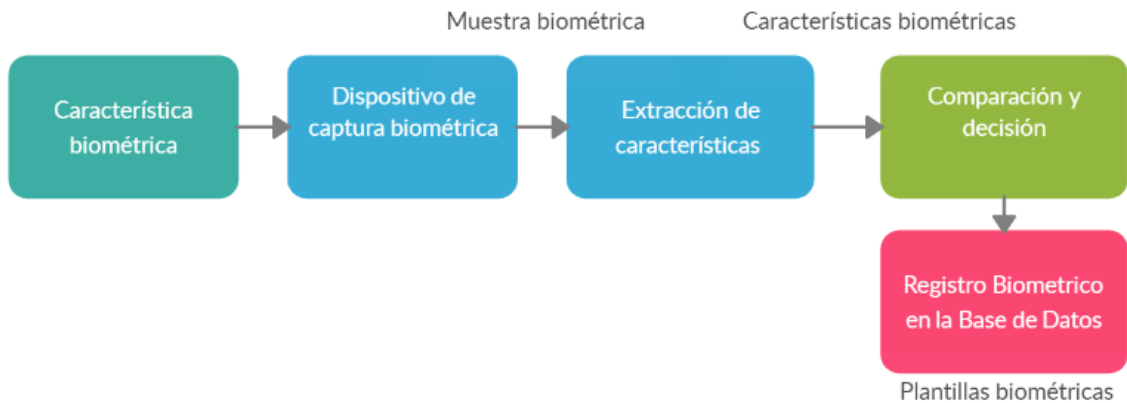 Muestra biométrica
Características biométricas
Característica
biométrica
Dispositivo de
captura biométrica
Extracción de
características
Comparación y
decisión
Registro Biometrico
en la Base de Datos
Plantillas biométricas